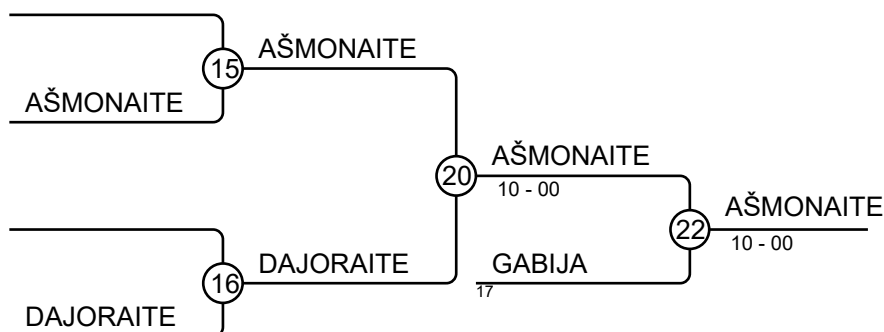 15
AŠMONAITE
AŠMONAITE
20
AŠMONAITE
10 - 00
22
AŠMONAITE
10 - 00
16
DAJORAITE
GABIJA
17
DAJORAITE